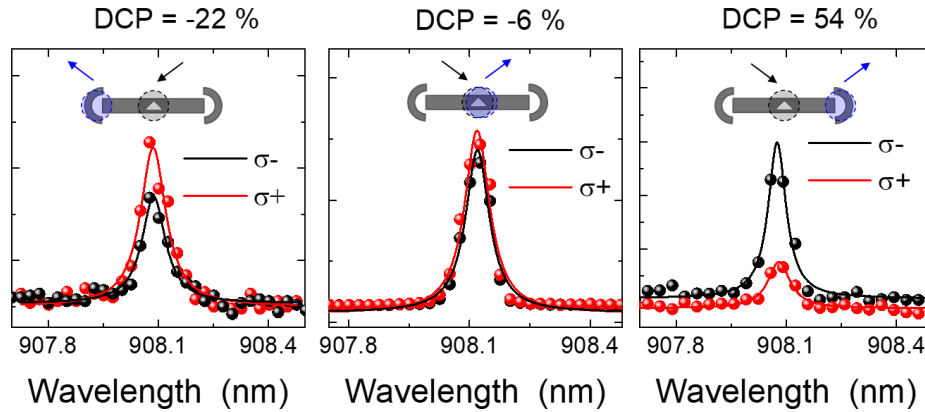 DCP = -22 %
DCP = -6 %
DCP = 54 %
σ-
σ+
σ-
σ+
σ-
σ+
907.8 908.1 908.4
907.8 908.1 908.4
907.8 908.1 908.4
Wavelength (nm)
Wavelength (nm)
Wavelength (nm)